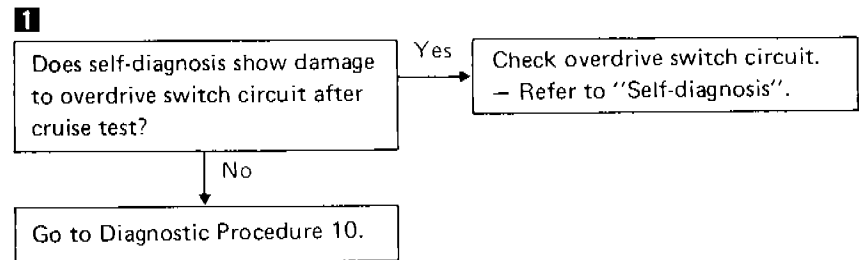 1
Does self-diagnosis show damage
to overdrive switch circuit after
cruise test?
Yes
Check overdrive switch circuit.
— Refer to "Self-diagnosis".
No
Go to Diagnostic Procedure 10.